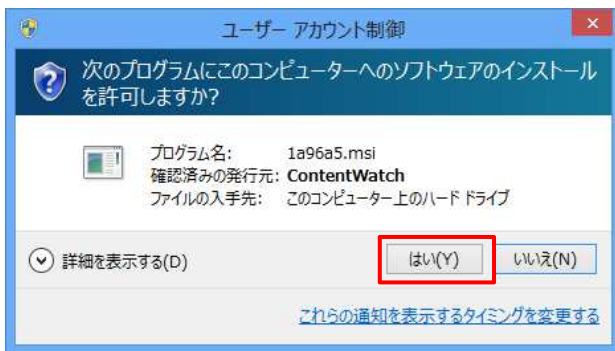 ユーザー アカウント制御
次のプログラムにこのコンピューターへのソフトウェアのインストール
を許可しますか?
プログラム名: 1a96a5.msi
確認済みの発行元: ContentWatch
ファイルの入手先: このコンピューター上のハード ドライブ
詳細を表示する(D)
はい(Y)
いいえ(N)
これらの通知を表示するタイミングを変更する